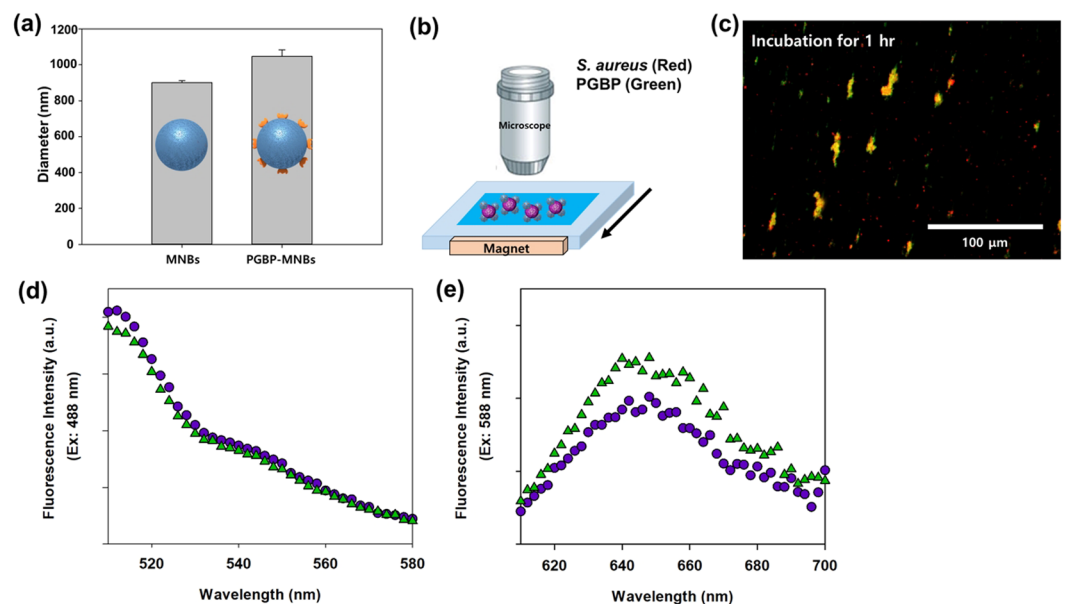 (a)
1200
1000
800
600
400
200
0
Diameter (nm)
MNBs
PGBP-MNBs
(b)
S. aureus (Red)
PGBP (Green)
Microscope
Magnet
(c)
Incubation for 1 hr
100 μm
(d)
Fluorescence Intensity (a.u.)
(Ex: 488 nm)
520
540
560
580
Wavelength (nm)
(e)
Fluorescence Intensity (a.u.)
(Ex: 588 nm)
620
640
660
680
700
Wavelength (nm)